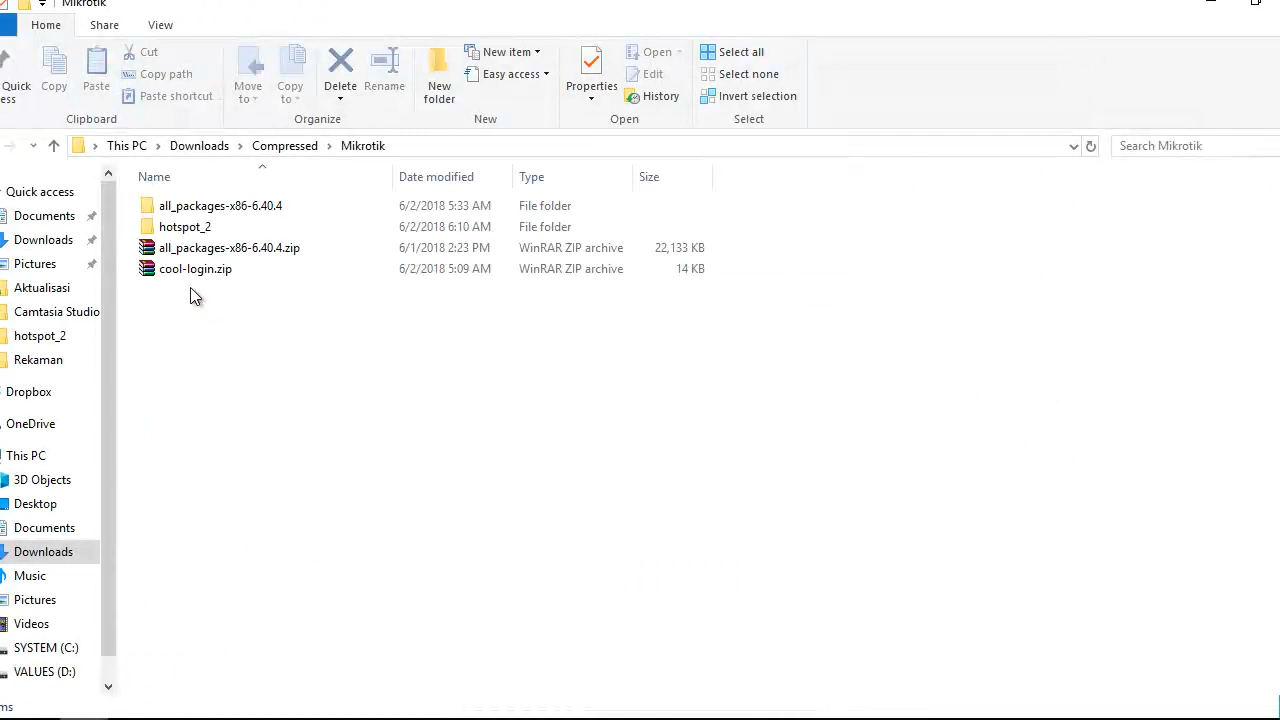 Mikrotik
Home Share View
Quick
ess
Copy
Paste
Cut
Copy path
Paste shortcut
Clipboard
Move to
Copy to
Delete
Rename
Organize
New folder
New item
Easy access
New
Properties
Open
Edit
History
Open
Select all
Select none
Invert selection
Select
This PC > Downloads > Compressed > Mikrotik
Search Mikrotik
Name Date modified Type Size
all_packages-x86-6.40.4 6/2/2018 5:33 AM File folder
hotspot_2 6/2/2018 6:10 AM File folder
all_packages-x86-6.40.4.zip 6/1/2018 2:23 PM WinRAR ZIP archive 22,133 KB
cool-login.zip 6/2/2018 5:09 AM WinRAR ZIP archive 14 KB
Quick access
Documents
Downloads
Pictures
Aktualisasi
Camtasia Studio
hotspot_2
Rekaman
Dropbox
OneDrive
This PC
3D Objects
Desktop
Documents
Downloads
Music
Pictures
Videos
SYSTEM (C:)
VALUES (D:)
ms